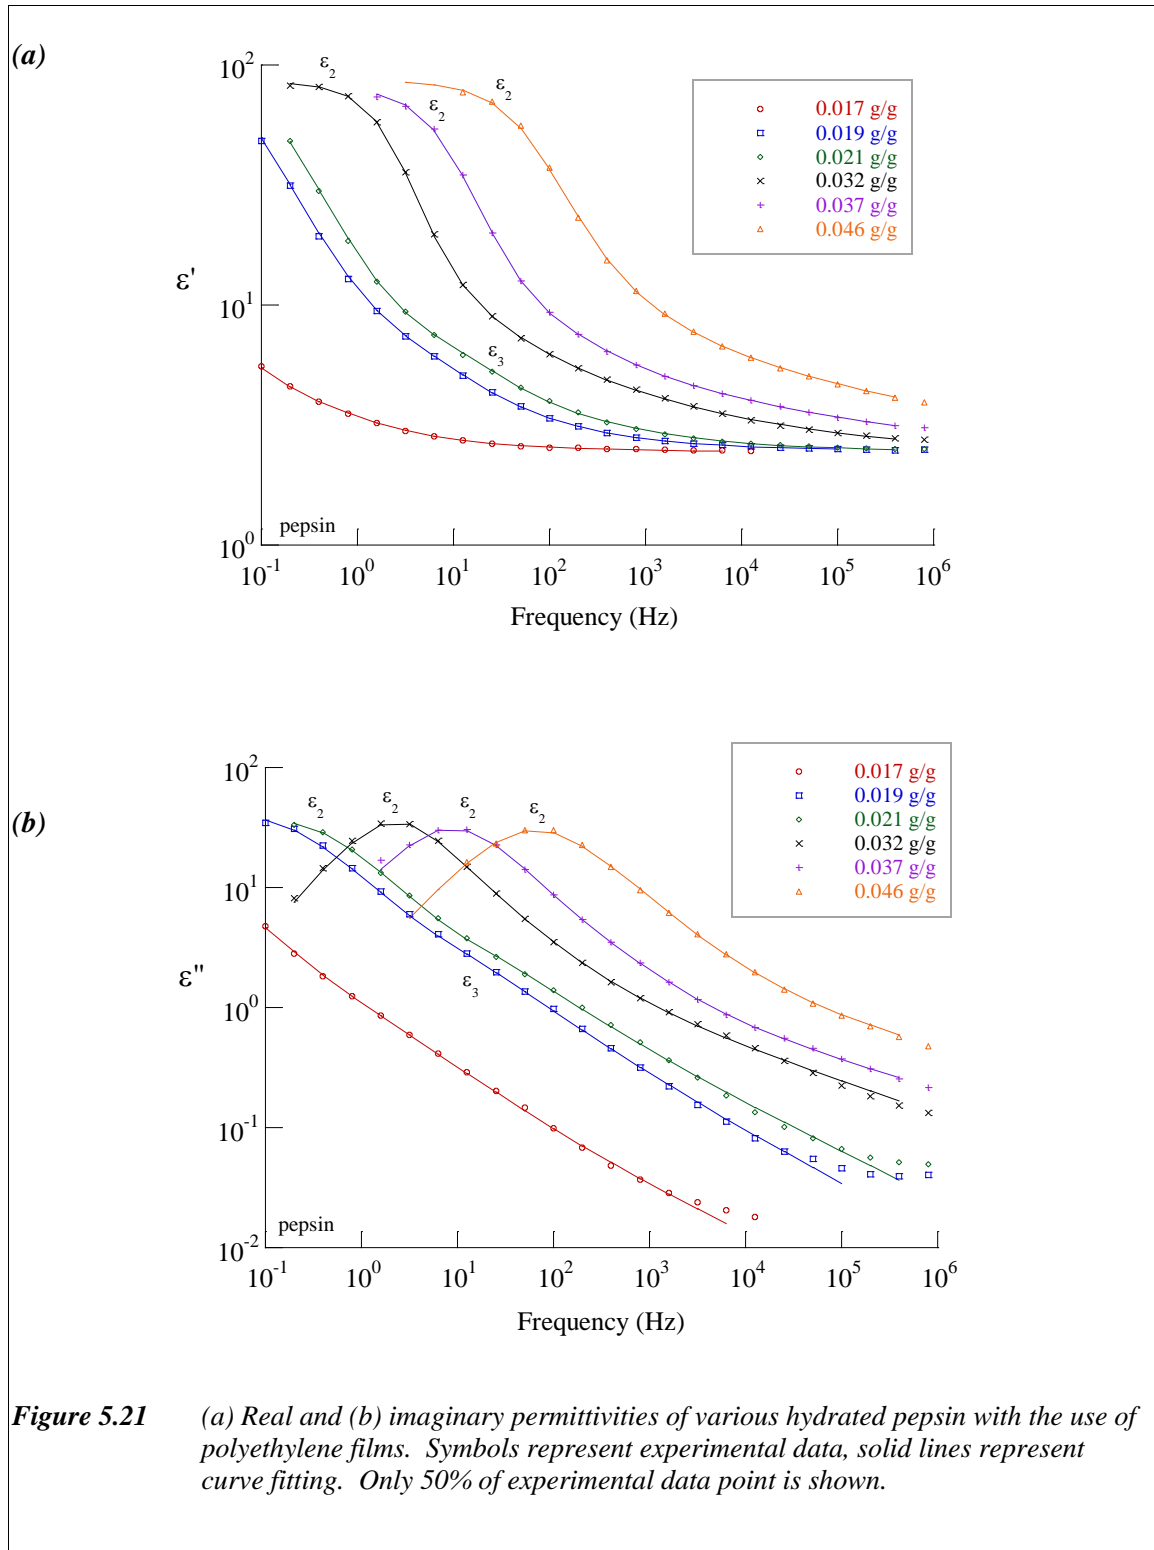 (a)
10²
ε₂
ε₂
ε₂
0.017 g/g
0.019 g/g
0.021 g/g
0.032 g/g
0.037 g/g
0.046 g/g
ε'
10¹
ε₃
pepsin
10⁰
10⁻¹ 10⁰ 10¹ 10² 10³ 10⁴ 10⁵ 10⁶
Frequency (Hz)
(b)
10²
ε₂
ε₂
ε₂
ε₂
0.017 g/g
0.019 g/g
0.021 g/g
0.032 g/g
0.037 g/g
0.046 g/g
10¹
ε"
ε₃
10⁰
10⁻¹
pepsin
10⁻²
10⁻¹ 10⁰ 10¹ 10² 10³ 10⁴ 10⁵ 10⁶
Frequency (Hz)
Figure 5.21 (a) Real and (b) imaginary permittivities of various hydrated pepsin with the use of
polyethylene films. Symbols represent experimental data, solid lines represent
curve fitting. Only 50% of experimental data point is shown.